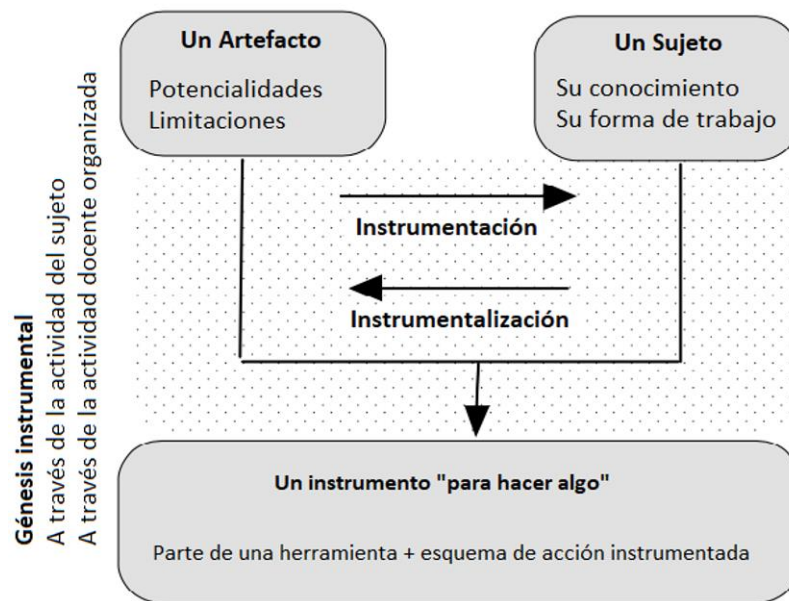 Un Artefacto
Potencialidades
Limitaciones
Un Sujeto
Su conocimiento
Su forma de trabajo
Instrumentación
Instrumentalización
Génesis instrumental
A través de la actividad del sujeto
A través de la actividad docente organizada
Un instrumento "para hacer algo"
Parte de una herramienta + esquema de acción instrumentada